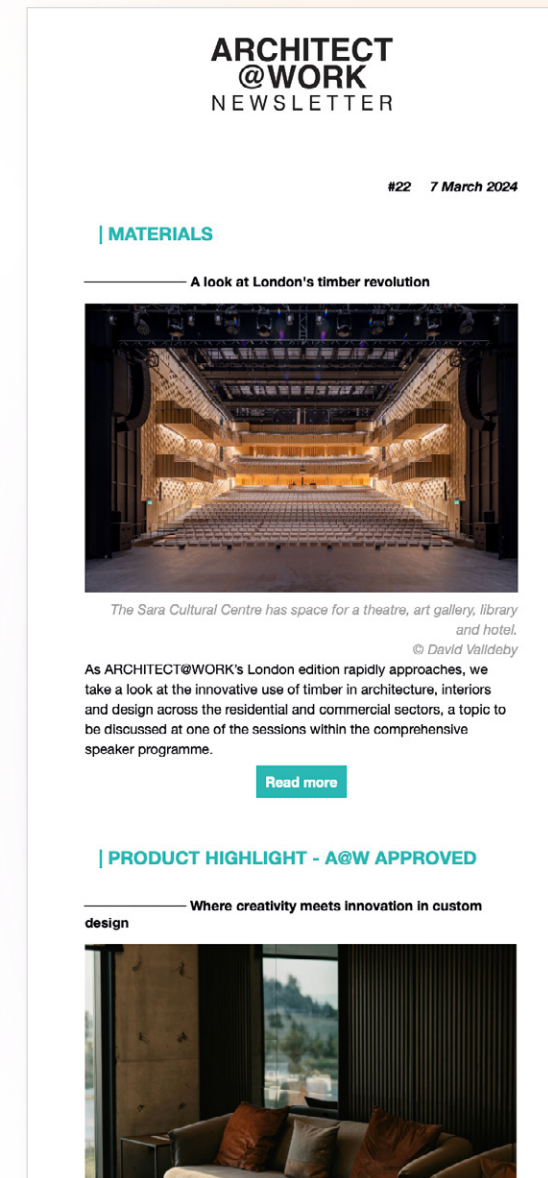 ARCHITECT
@WORK
NEWSLETTER
#22 7 March 2024
| MATERIALS
A look at London's timber revolution
The Sara Cultural Centre has space for a theatre, art gallery, library
and hotel.
© David Valldeby
As ARCHITECT@WORK's London edition rapidly approaches, we
take a look at the innovative use of timber in architecture, interiors
and design across the residential and commercial sectors, a topic to
be discussed at one of the sessions within the comprehensive
speaker programme.
Read more
| PRODUCT HIGHLIGHT - A@W APPROVED
Where creativity meets innovation in custom
design